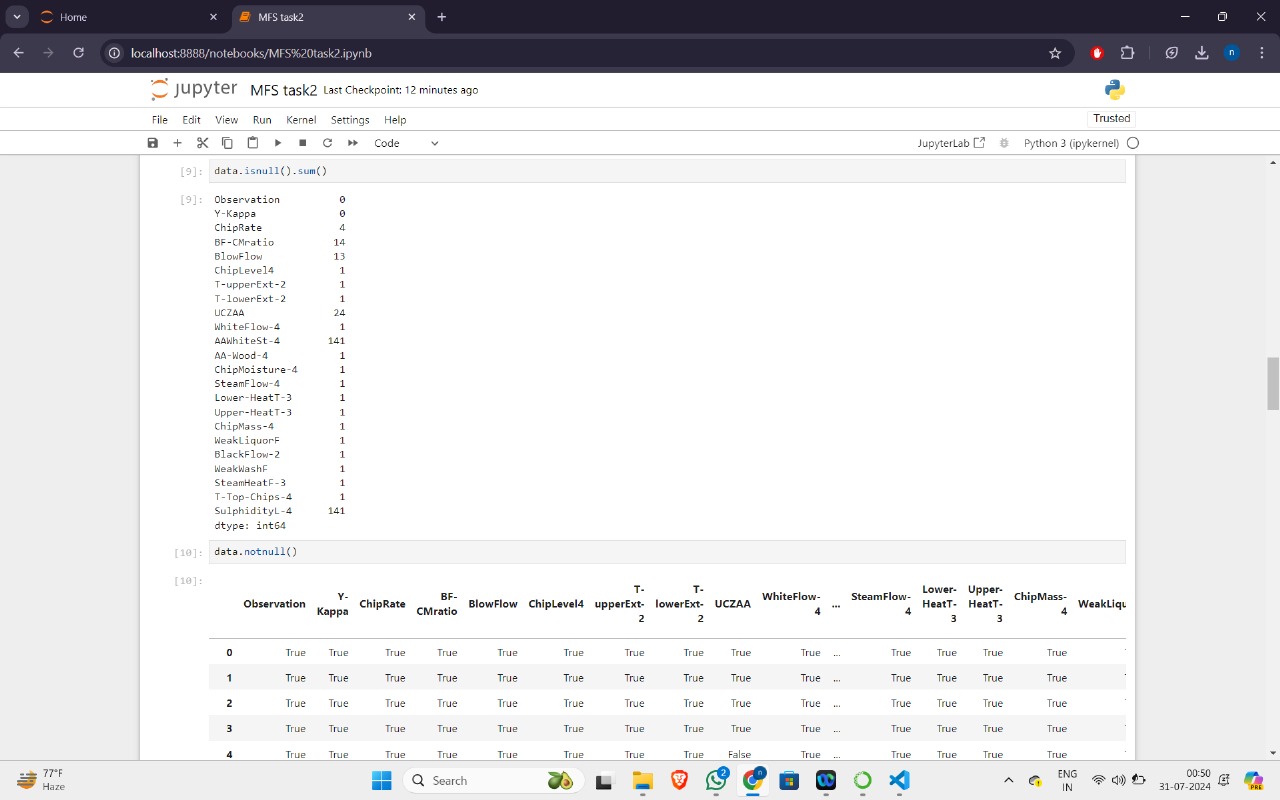 Home
MFS task2
localhost:8888/notebooks/MFS%20task2.ipynb
n
jupyter MFS task2 Last Checkpoint: 12 minutes ago
File Edit View Run Kernel Settings Help
Trusted
Code
JupyterLab
Python 3 (ipykernel)
[9]: data.isnull().sum()
[9]: Observation 0
Y-Kappa 0
ChipRate 4
BF-CMratio 14
BlowFlow 13
ChipLevel4 1
T-upperExt-2 1
T-lowerExt-2 1
UCZAA 24
WhiteFlow-4 1
AAWhiteSt-4 141
AA-Wood-4 1
ChipMoisture-4 1
SteamFlow-4 1
Lower-HeatT-3 1
Upper-HeatT-3 1
ChipMass-4 1
WeakLiquorF 1
BlackFlow-2 1
WeakWashF 1
SteamHeatF-3 1
T-Top-Chips-4 1
SulphidityL-4 141
dtype: int64
[10]: data.notnull()
[10]:
Observation Y-Kappa ChipRate BF-CMratio BlowFlow ChipLevel4 T-upperExt-2 T-lowerExt-2 UCZAA WhiteFlow-4 ... SteamFlow-4 Lower-HeatT-3 Upper-HeatT-3 ChipMass-4 WeakLiqu
0 True True True True True True True True True True ... True True True True
1 True True True True True True True True True True ... True True True True
2 True True True True True True True True True True ... True True True True
3 True True True True True True True True True True ... True True True True
4 True True True True True True True True False True ... True True True True
77°F
Haze
Search
2
n
PRE
ENG
IN
00:50
31-07-2024